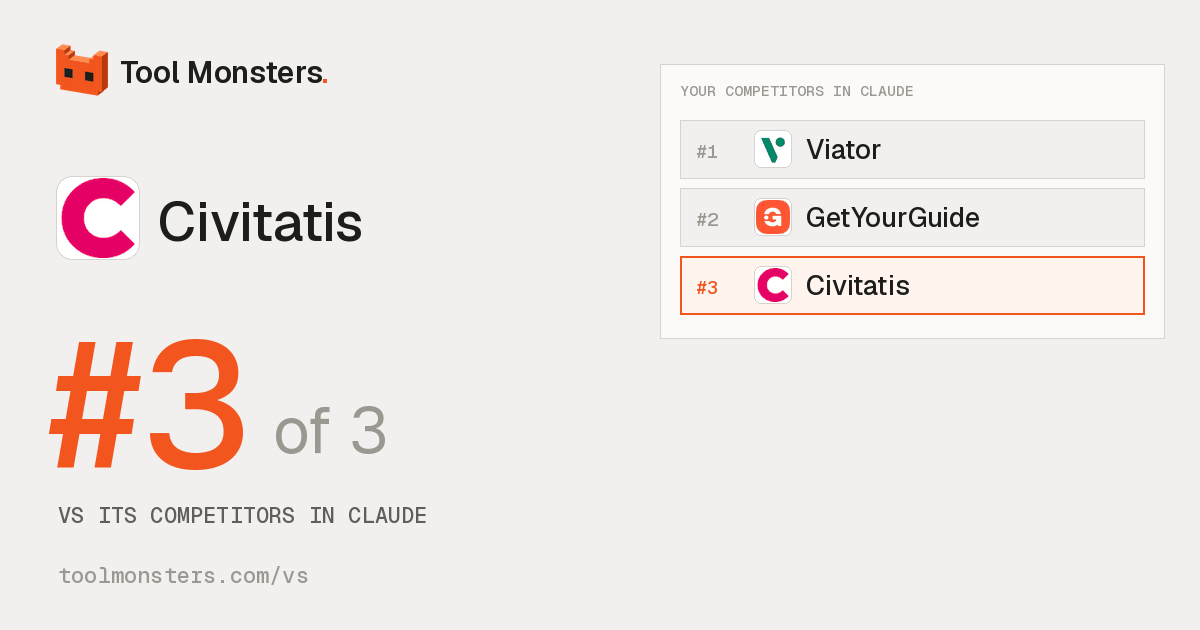 Tool Monsters.
Civitatis
#3 of 3
VS ITS COMPETITORS IN CLAUDE
toolmonsters.com/vs
YOUR COMPETITORS IN CLAUDE
#1 Viator
#2 GetYourGuide
#3 Civitatis